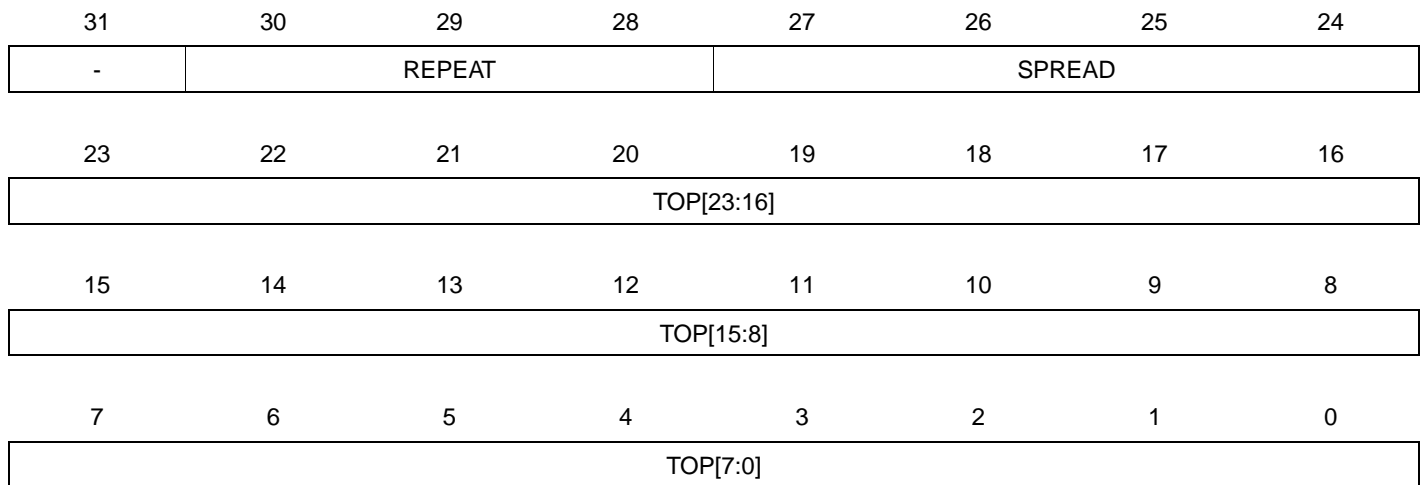 31 30 29 28 27 26 25 24
- REPEAT SPREAD
23 22 21 20 19 18 17 16
TOP[23:16]
15 14 13 12 11 10 9 8
TOP[15:8]
7 6 5 4 3 2 1 0
TOP[7:0]